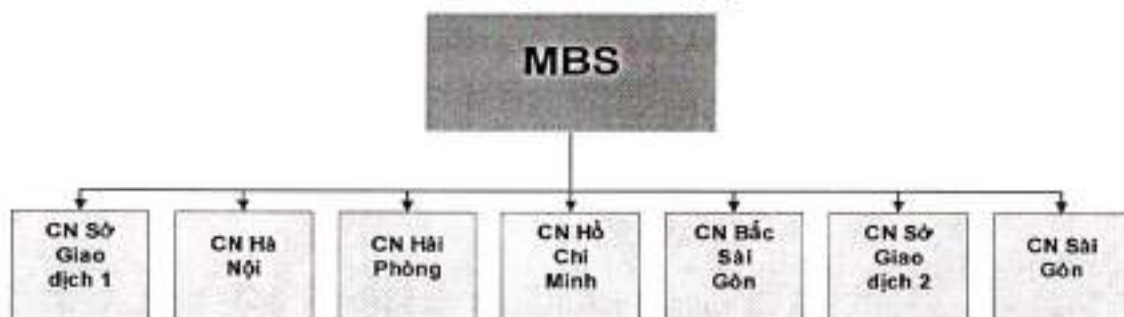 MBS
CN Sở
Giao
dịch 1
CN Hà
Nội
CN Hải
Phòng
CN Hồ
Chi
Minh
CN Bắc
Sài
Gòn
CN Sở
Giao
dịch 2
CN Sài
Gòn